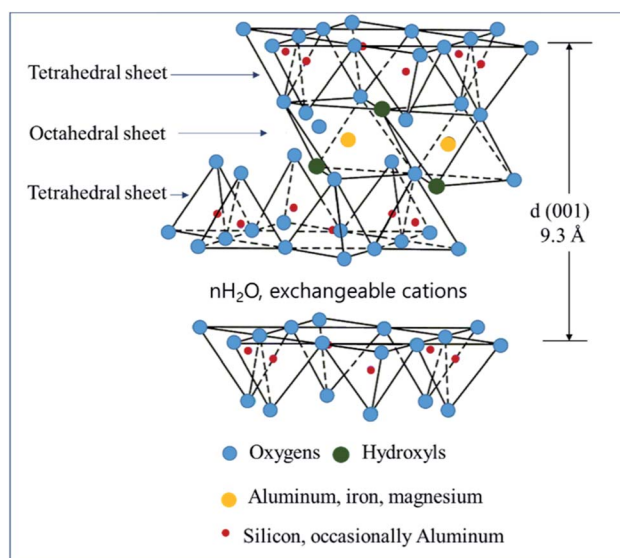 Tetrahedral sheet
Octahedral sheet
Tetrahedral sheet
d (001)
9.3 Å
nH₂O, exchangeable cations
Oxygens
Hydroxyls
Aluminum, iron, magnesium
Silicon, occasionally Aluminum